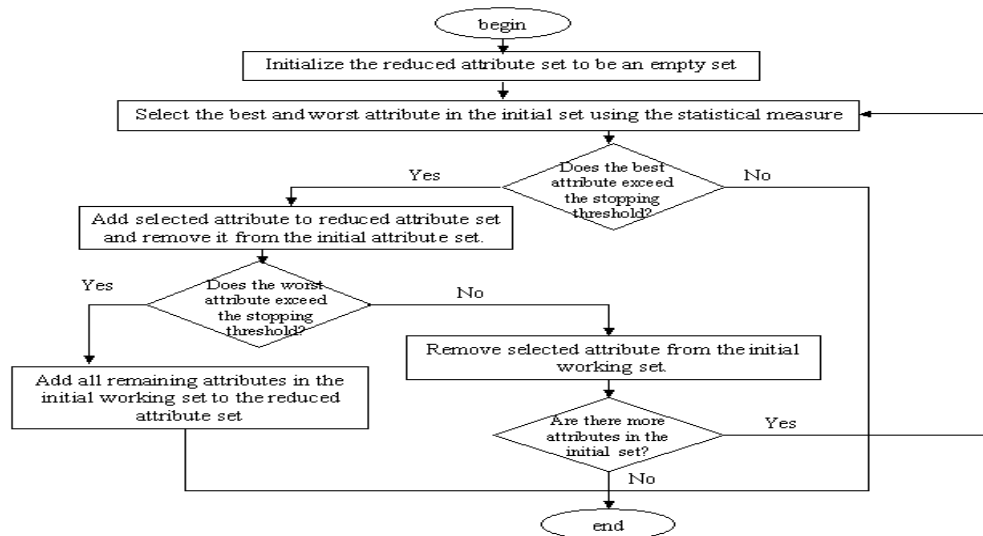 begin
Initialize the reduced attribute set to be an empty set
Select the best and worst attribute in the initial set using the statistical measure
Does the best
attribute exceed
the stopping
threshold?
Yes
No
Add selected attribute to reduced attribute set
and remove it from the initial attribute set.
Does the worst
attribute exceed
the stopping
threshold?
Yes
No
Add all remaining attributes in the
initial working set to the reduced
attribute set
Remove selected attribute from the initial
working set.
Are there more
attributes in the
initial set?
Yes
No
end